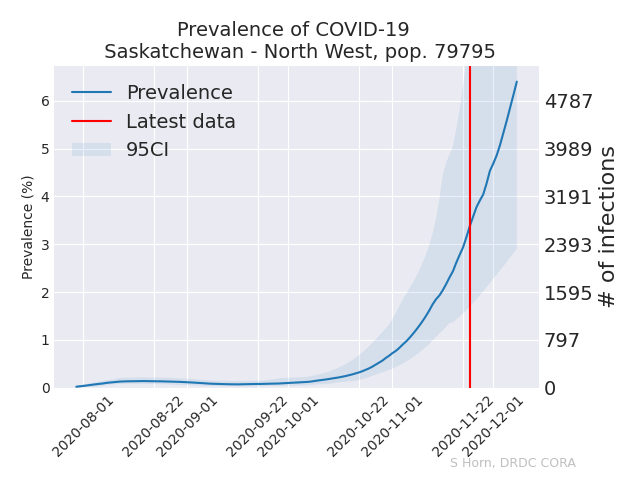 Prevalence of COVID-19
Saskatchewan - North West, pop. 79795
Prevalence
Latest data
95CI
Prevalence (%)
6
5
4
3
2
1
0
4787
3989
3191
2393
1595
797
0
# of infections
2020-08-01
2020-08-22
2020-09-01
2020-09-22
2020-10-01
2020-10-22
2020-11-01
2020-11-22
2020-12-01
S Horn, DRDC CORA